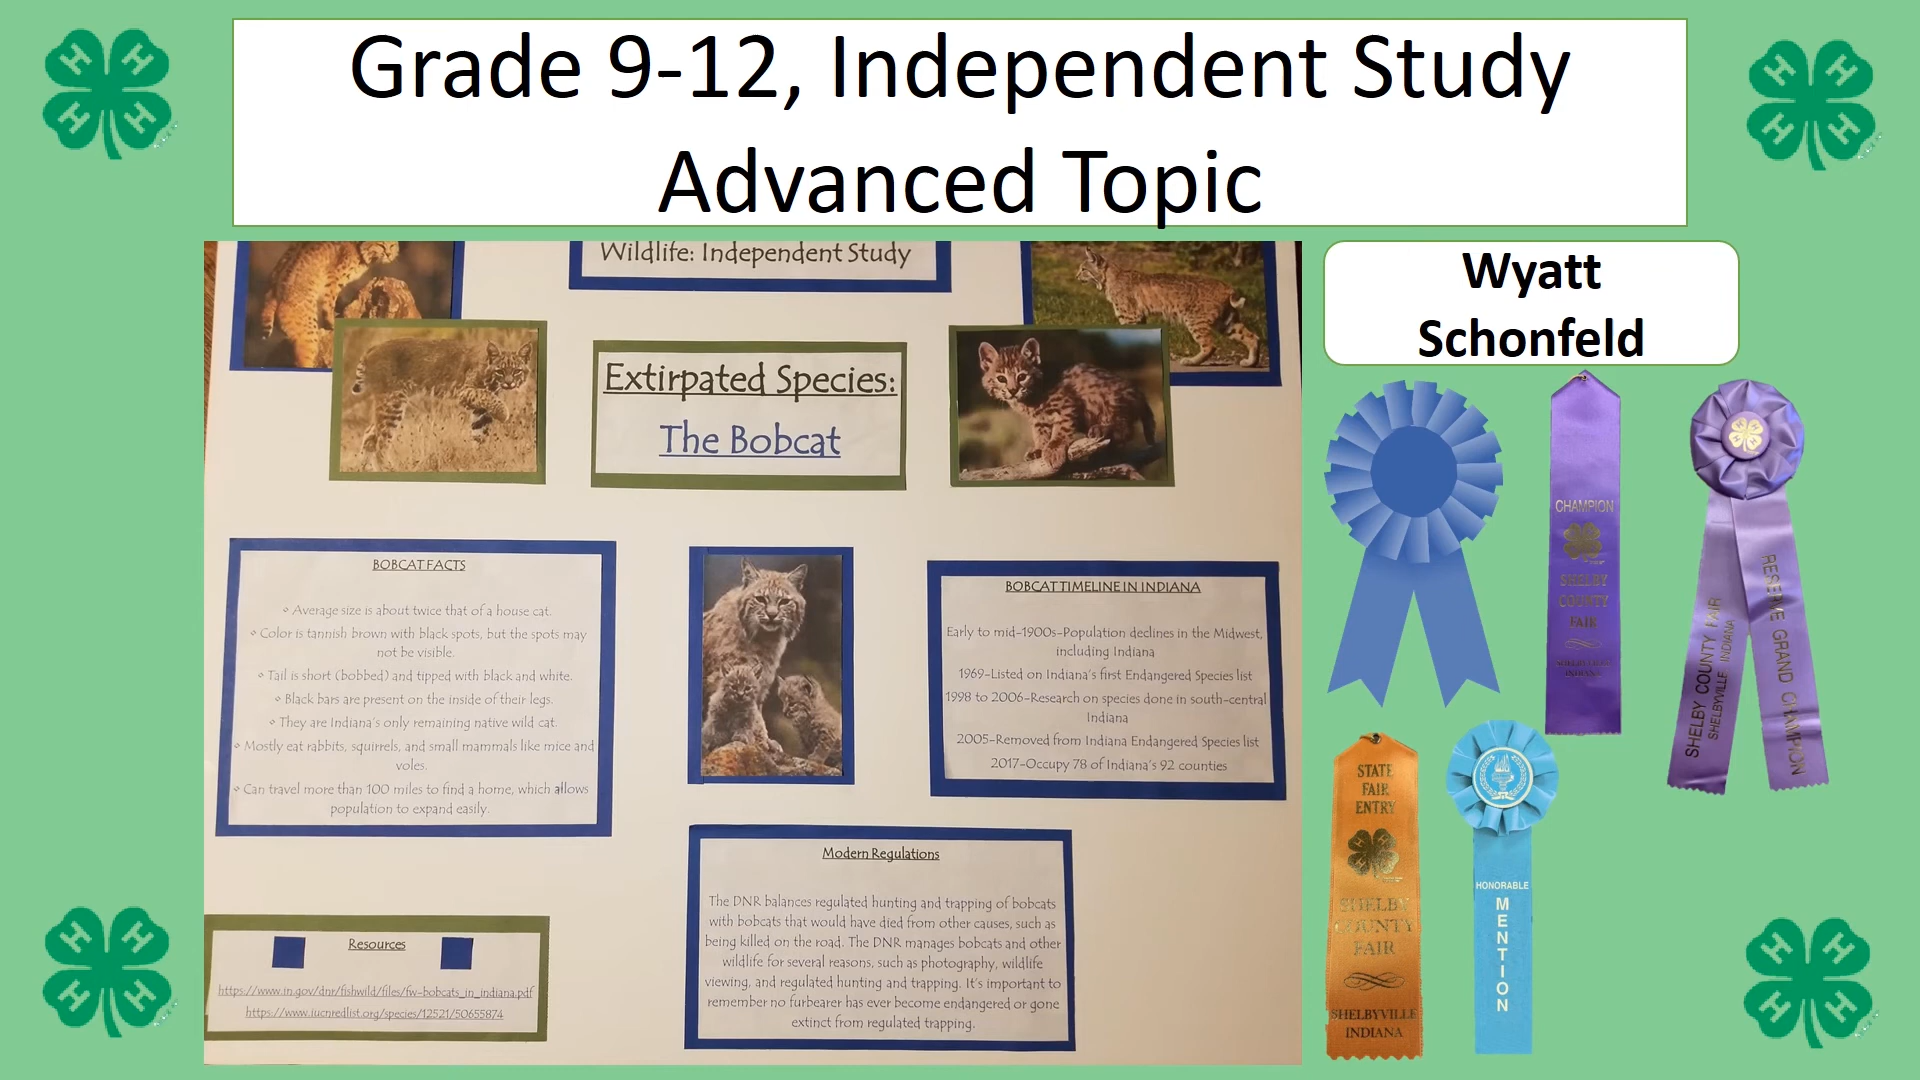 Grade 9-12, Independent Study
Advanced Topic
Wyatt
Schonfeld
Wildlife: Independent Study
Extirpated Species:
The Bobcat
BOBCAT FACTS
◦ Average size is about twice that of a house cat.
◦ Color is tannish brown with black spots, but the spots may
not be visible.
◦ Tail is short (bobbed) and tipped with black and white.
◦ Black bars are present on the inside of their legs.
◦ They are Indiana's only remaining native wild cat.
◦ Mostly eat rabbits, squirrels, and small mammals like mice and
voles.
◦ Can travel more than 100 miles to find a home, which allows
population to expand easily.
BOBCAT TIMELINE IN INDIANA
Early to mid-1900s-Population declines in the Midwest,
including Indiana
1969-Listed on Indiana's first Endangered Species list
1998 to 2006-Research on species done in south-central
Indiana
2005-Removed from Indiana Endangered Species list
2017-Occupy 78 of Indiana's 92 counties
Modern Regulations
The DNR balances regulated hunting and trapping of bobcats
with bobcats that would have died from other causes, such as
being killed on the road. The DNR manages bobcats and other
wildlife for several reasons, such as photography, wildlife
viewing, and regulated hunting and trapping. It's important to
remember no furbearer has ever become endangered or gone
extinct from regulated trapping.
Resources
https://www.in.gov/dnr/fishwild/files/fw-bobcats_in_indiana.pdf
https://www.iucnredlist.org/species/12521/50655874
CHAMPION
SHELBY
COUNTY
FAIR
SHELBYVILLE
INDIANA
RESERVE GRAND CHAMPION
SHELBY COUNTY FAIR
SHELBYVILLE INDIANA
STATE
FAIR
ENTRY
SHELBY
COUNTY
FAIR
SHELBYVILLE
INDIANA
HONORABLE
MENTION
H H H H
H H H H
H H H H
H H H H